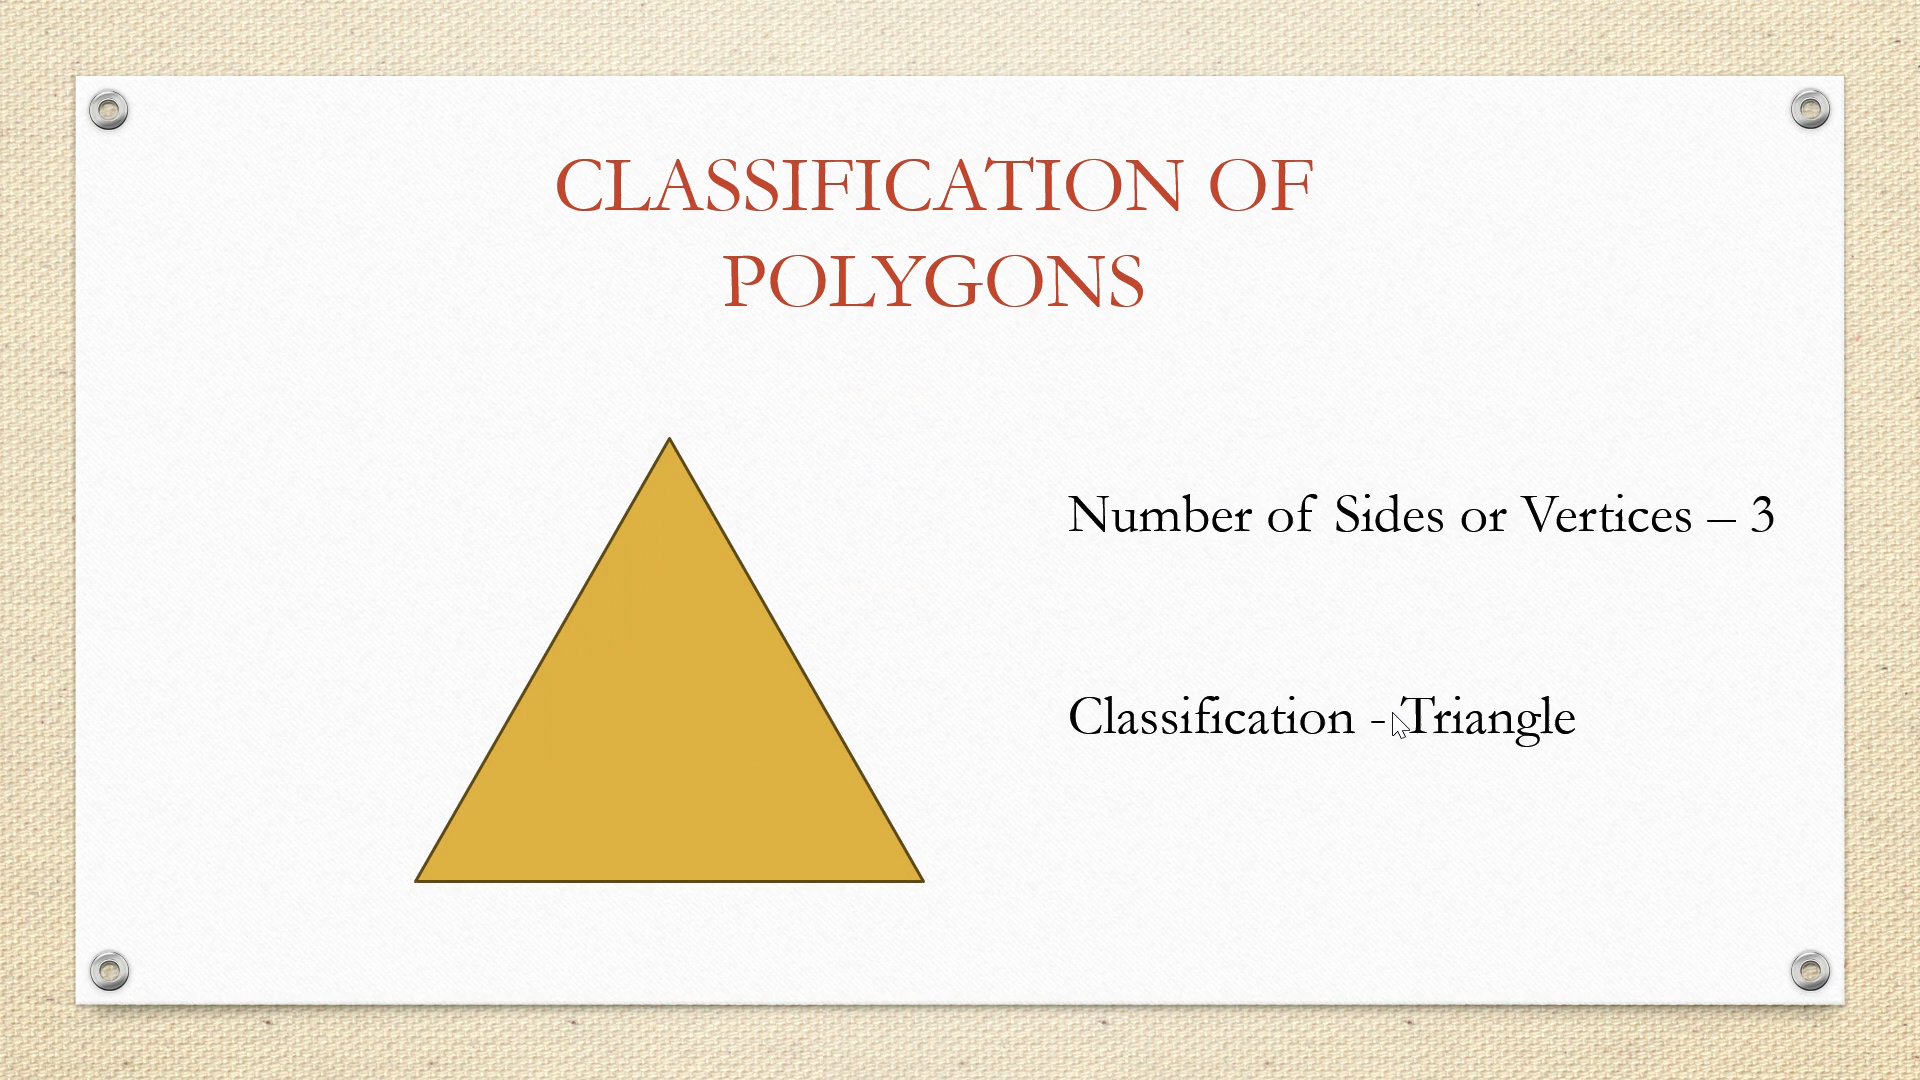 CLASSIFICATION OF
POLYGONS
Number of Sides or Vertices – 3
Classification - Triangle